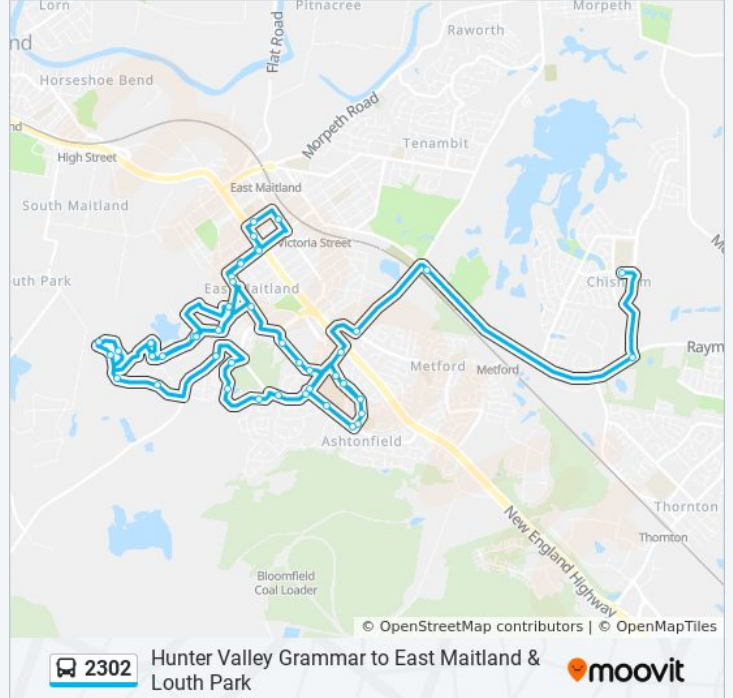 Lorn
Pitnacree
Morpeth
nd
Flat Road
Raworth
Horseshoe Bend
Morpeth Road
nd
High Street
Tenambit
East Maitland
South Maitland
Victoria Street
uth Park
East Maitland
Chisholm
Metford
Metford
Raym
Ashtonfield
New England Highway
Thornton
Thornton
Bloomfield
Coal Loader
© OpenStreetMap contributors | © OpenMapTiles
2302
Hunter Valley Grammar to East Maitland &
Louth Park
moovit